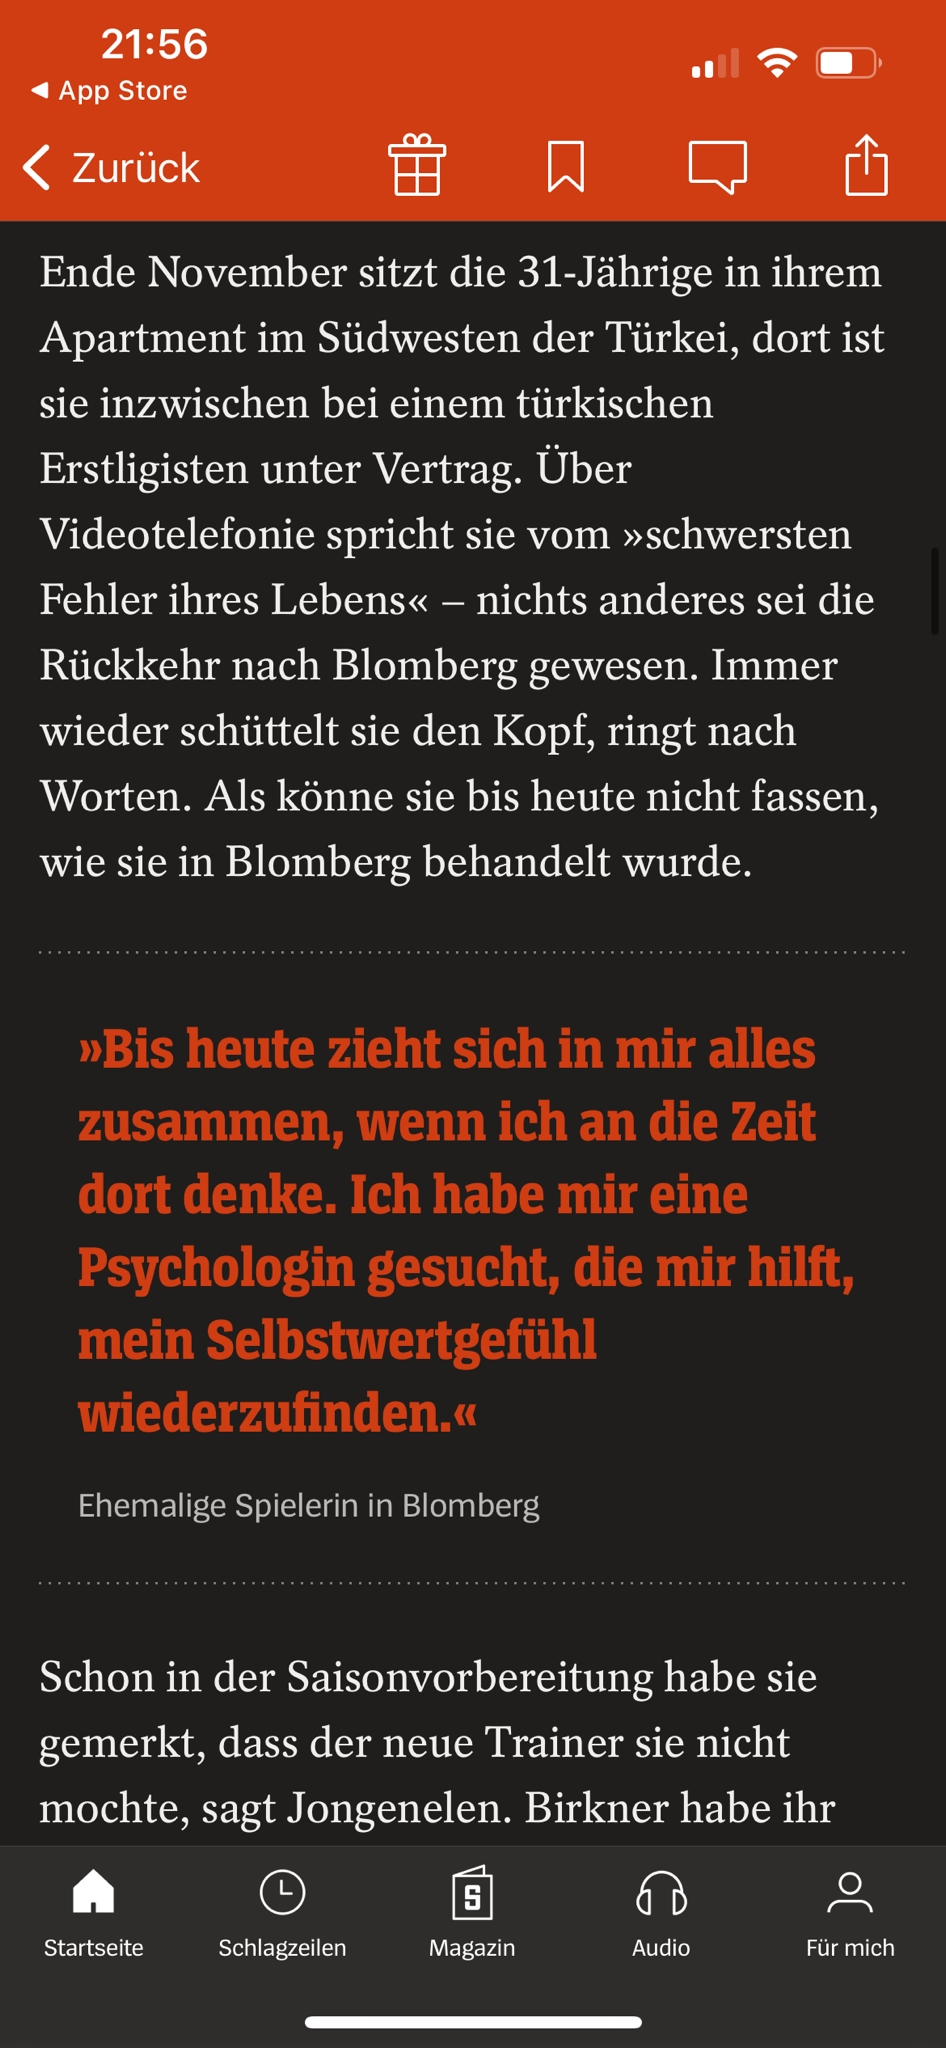 21:56
◀ App Store
Zurück
Ende November sitzt die 31-Jährige in ihrem
Apartment im Südwesten der Türkei, dort ist
sie inzwischen bei einem türkischen
Erstligisten unter Vertrag. Über
Videotelefonie spricht sie vom »schwersten
Fehler ihres Lebens« – nichts anderes sei die
Rückkehr nach Blomberg gewesen. Immer
wieder schüttelt sie den Kopf, ringt nach
Worten. Als könne sie bis heute nicht fassen,
wie sie in Blomberg behandelt wurde.
»Bis heute zieht sich in mir alles
zusammen, wenn ich an die Zeit
dort denke. Ich habe mir eine
Psychologin gesucht, die mir hilft,
mein Selbstwertgefühl
wiederzufinden.«
Ehemalige Spielerin in Blomberg
Schon in der Saisonvorbereitung habe sie
gemerkt, dass der neue Trainer sie nicht
mochte, sagt Jongenelen. Birkner habe ihr
S
Startseite Schlagzeilen Magazin Audio Für mich